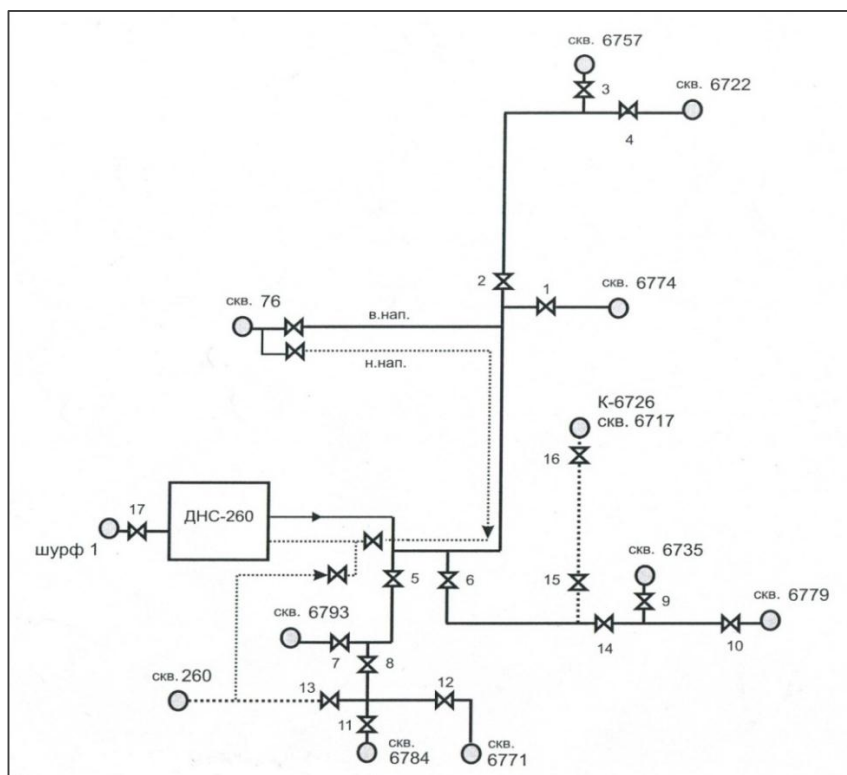 скв. 6757
3
скв. 6722
4
2
1
скв. 6774
скв. 76
в.нап.
н.нап.
К-6726
скв. 6717
16
17
ДНС-260
шурф 1
5
6
15
скв.
6735
9
скв. 6779
14
10
скв. 6793
7
8
скв.260
13
12
11
скв.
6784
скв.
6771